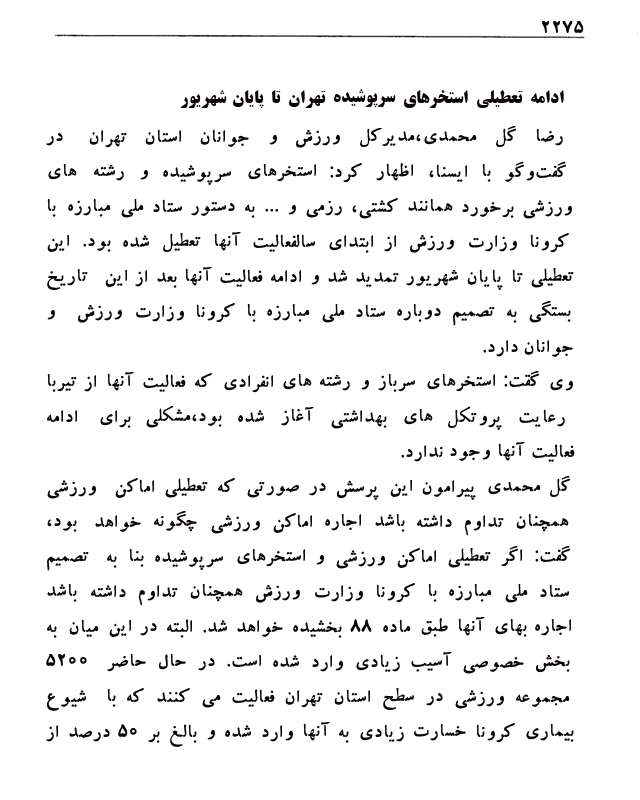 ۲۲۷۵
ادامه تعطیلی استخرهای سرپوشیده تهران تا پایان شهریور
رضا گل محمدی،مدیرکل ورزش و جوانان استان تهران در
گفت‌وگو با ایسنا، اظهار کرد: استخرهای سرپوشیده و رشته های
ورزشی برخورد همانند کشتی، رزمی و ... به دستور ستاد ملی مبارزه با
کرونا وزارت ورزش از ابتدای سالفعالیت آنها تعطیل شده بود. این
تعطیلی تا پایان شهریور تمدید شد و ادامه فعالیت آنها بعد از این تاریخ
بستگی به تصمیم دوباره ستاد ملی مبارزه با کرونا وزارت ورزش و
جوانان دارد.
وی گفت: استخرهای سرباز و رشته های انفرادی که فعالیت آنها از تیربا
رعایت پروتکل های بهداشتی آغاز شده بود،مشکلی برای ادامه
فعالیت آنها وجود ندارد.
گل محمدی پیرامون این پرسش در صورتی که تعطیلی اماکن ورزشی
همچنان تداوم داشته باشد اجاره اماکن ورزشی چگونه خواهد بود،
گفت: اگر تعطیلی اماکن ورزشی و استخرهای سرپوشیده بنا به تصمیم
ستاد ملی مبارزه با کرونا وزارت ورزش همچنان تداوم داشته باشد
اجاره بهای آنها طبق ماده ۸۸ بخشیده خواهد شد. البته در این میان به
بخش خصوصی آسیب زیادی وارد شده است. در حال حاضر ۵۲۰۰
مجموعه ورزشی در سطح استان تهران فعالیت می کنند که با شیوع
بیماری کرونا خسارت زیادی به آنها وارد شده و بالغ بر ۵۰ درصد از